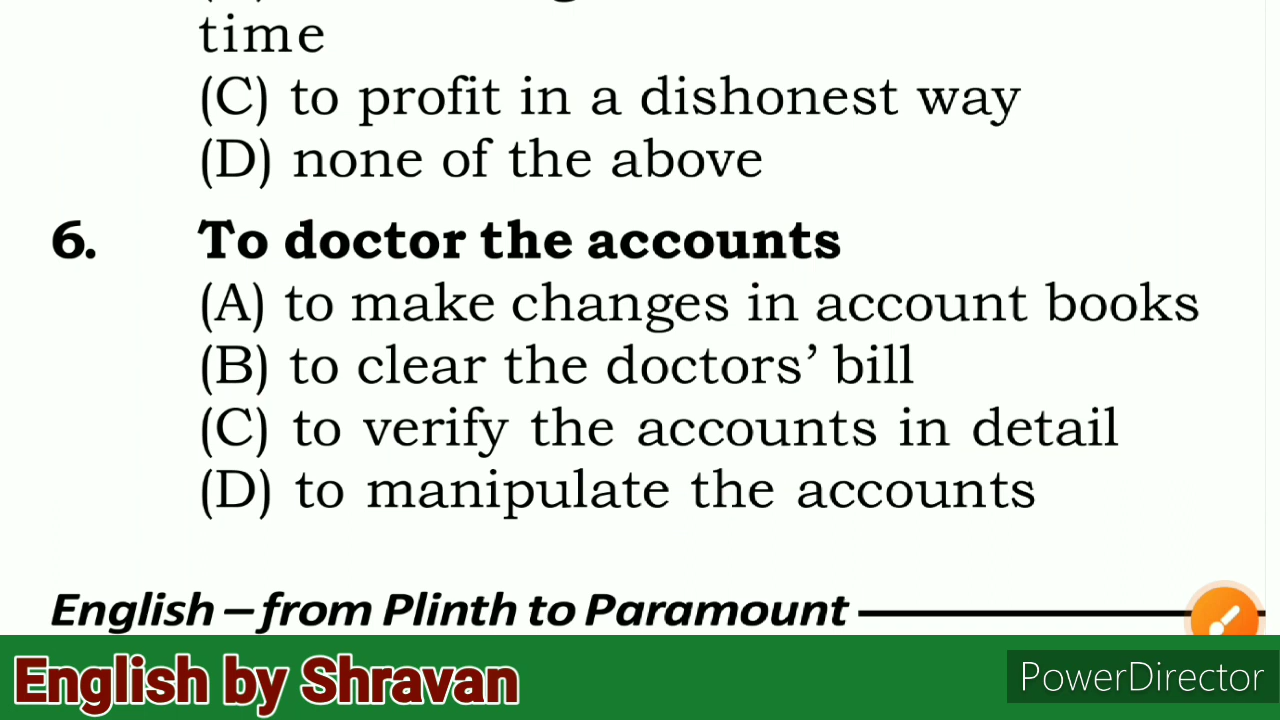 time
(C) to profit in a dishonest way
(D) none of the above
6. To doctor the accounts
(A) to make changes in account books
(B) to clear the doctors’ bill
(C) to verify the accounts in detail
(D) to manipulate the accounts
English – from Plinth to Paramount
English by Shravan
PowerDirector